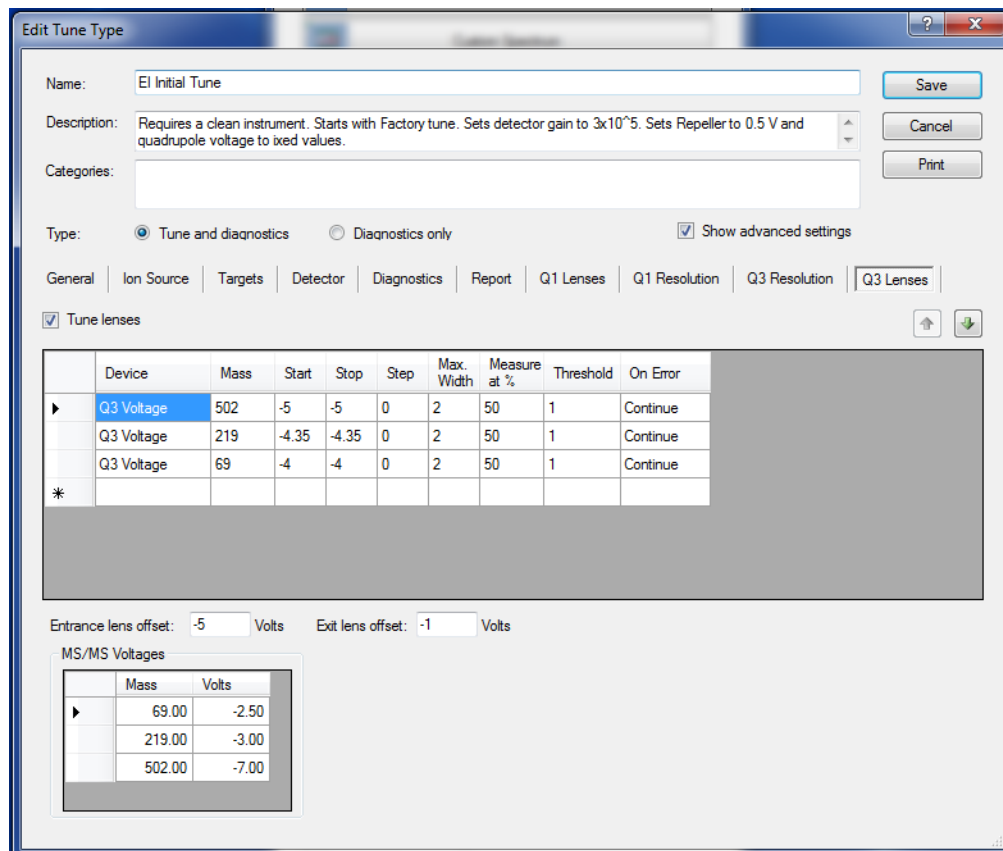 Custom Spectrum
Edit Tune Type
Name: EI Initial Tune
Save
Description: Requires a clean instrument. Starts with Factory tune. Sets detector gain to 3x10^5. Sets Repeller to 0.5 V and
quadrupole voltage to ixed values.
Cancel
Categories:
Print
Type: Tune and diagnostics Diagnostics only Show advanced settings
General Ion Source Targets Detector Diagnostics Report Q1 Lenses Q1 Resolution Q3 Resolution Q3 Lenses
Tune lenses
Device Mass Start Stop Step Max. Width Measure at % Threshold On Error
Q3 Voltage 502 -5 -5 0 2 50 1 Continue
Q3 Voltage 219 -4.35 -4.35 0 2 50 1 Continue
Q3 Voltage 69 -4 -4 0 2 50 1 Continue
Entrance lens offset: -5 Volts Exit lens offset: -1 Volts
MS/MS Voltages
Mass Volts
69.00 -2.50
219.00 -3.00
502.00 -7.00